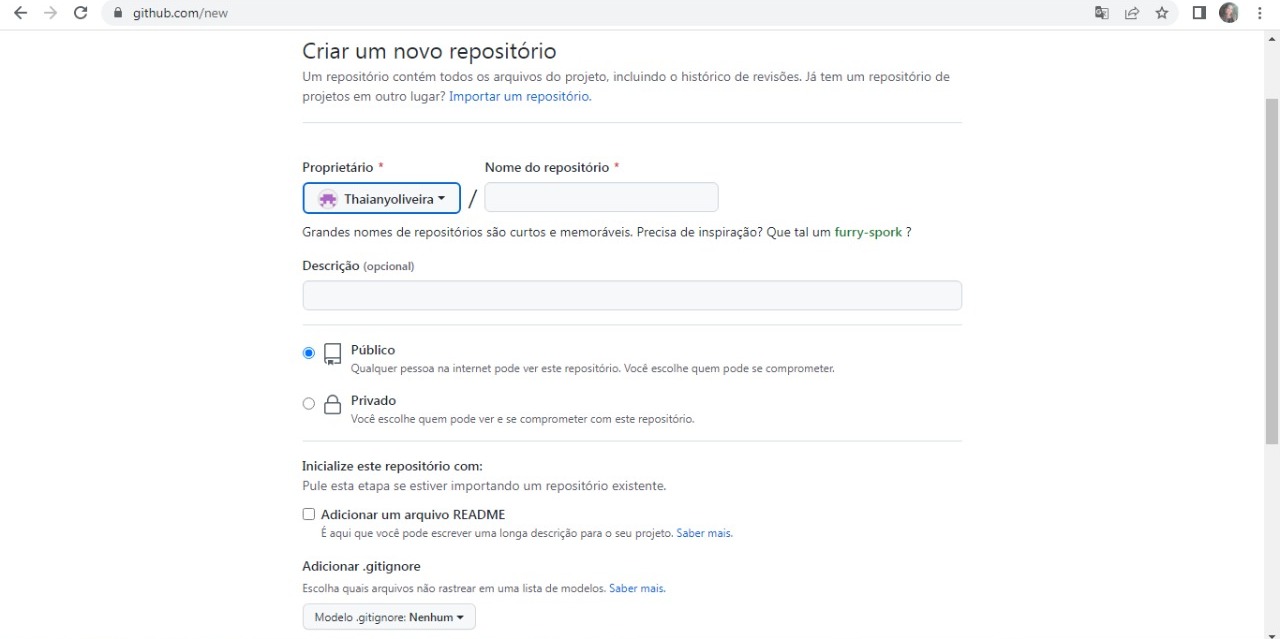 github.com/new
Criar um novo repositório
Um repositório contém todos os arquivos do projeto, incluindo o histórico de revisões. Já tem um repositório de
projetos em outro lugar? Importar um repositório.
Proprietário * Nome do repositório *
Thaianyoliveira /
Grandes nomes de repositórios são curtos e memoráveis. Precisa de inspiração? Que tal um furry-spork ?
Descrição (opcional)
Público
Qualquer pessoa na internet pode ver este repositório. Você escolhe quem pode se comprometer.
Privado
Você escolhe quem pode ver e se comprometer com este repositório.
Inicialize este repositório com:
Pule esta etapa se estiver importando um repositório existente.
Adicionar um arquivo README
É aqui que você pode escrever uma longa descrição para o seu projeto. Saber mais.
Adicionar .gitignore
Escolha quais arquivos não rastrear em uma lista de modelos. Saber mais.
Modelo .gitignore: Nenhum